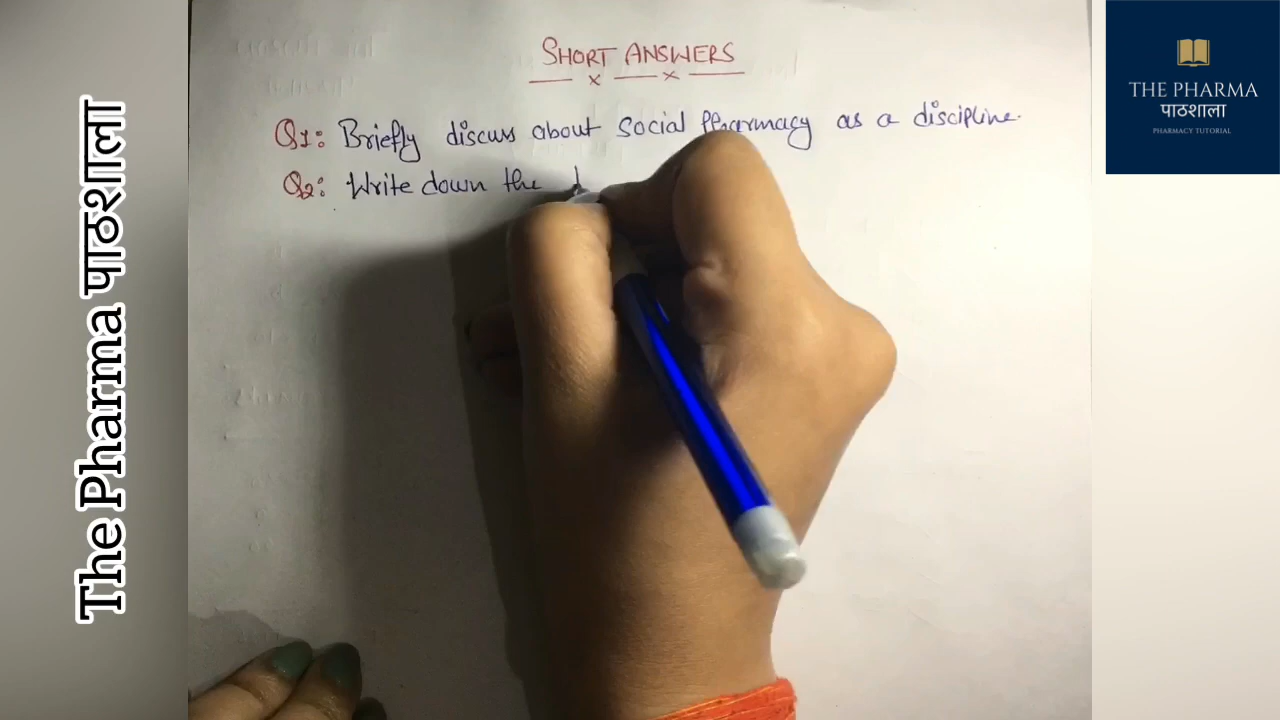 The Pharma पाठशाला
SHORT ANSWERS
Q1: Briefly discuss about Social Pharmacy as a discipline.
Q2: Write down the
THE PHARMA
पाठशाला
PHARMACY TUTORIAL